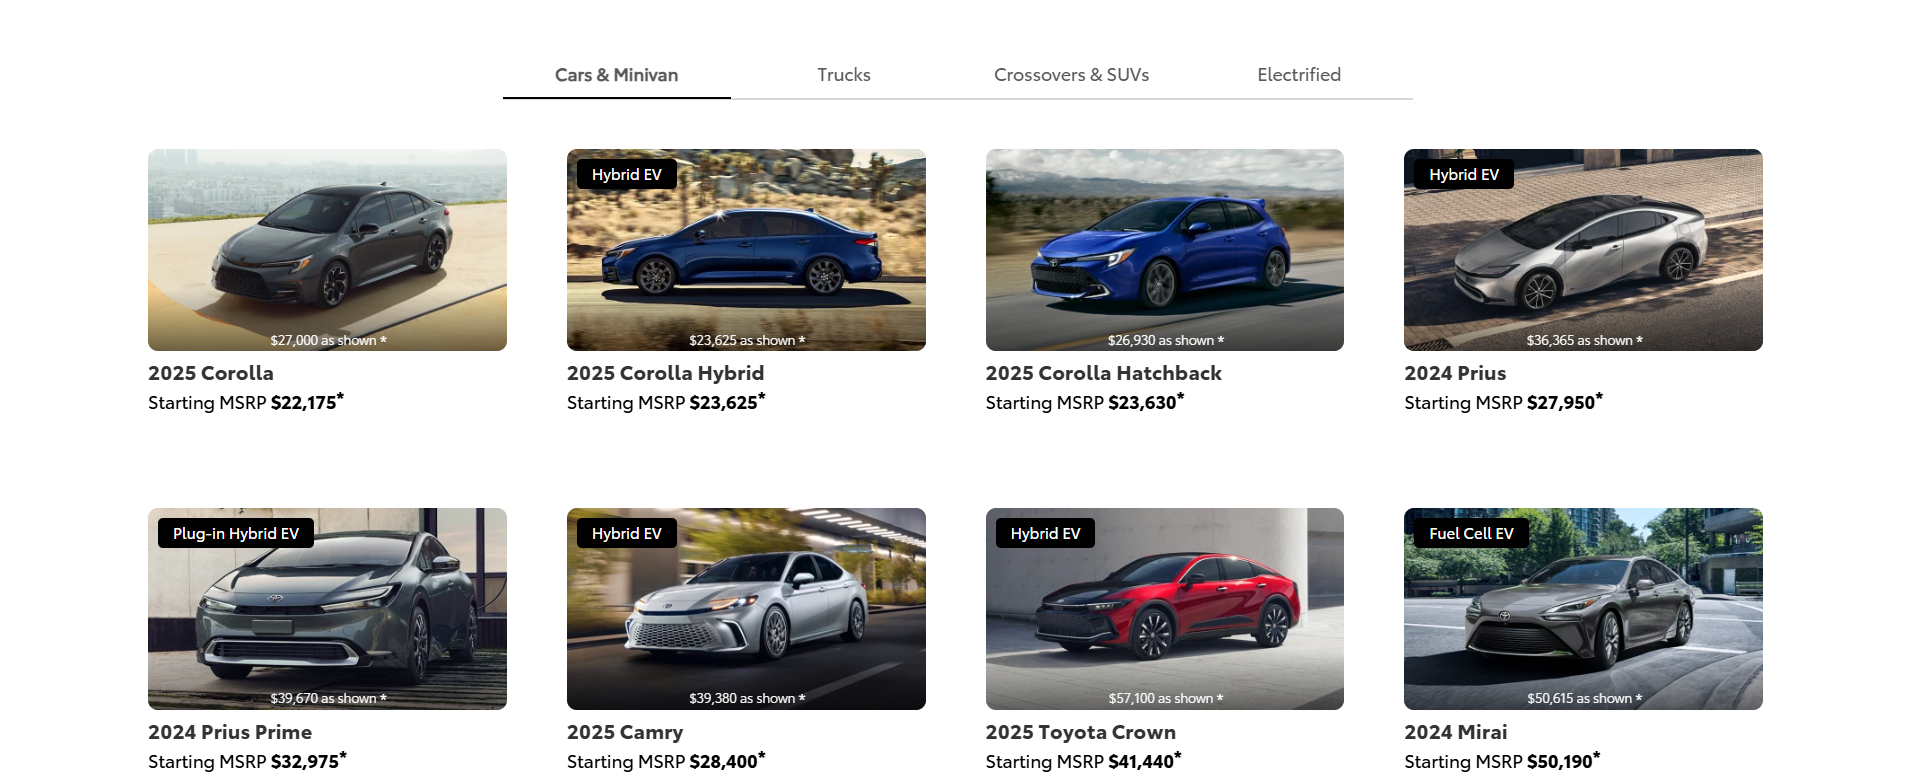 Cars & Minivan
Trucks
Crossovers & SUVs
Electrified
$27,000 as shown *
2025 Corolla
Starting MSRP $22,175*
Hybrid EV
$23,625 as shown *
2025 Corolla Hybrid
Starting MSRP $23,625*
$26,930 as shown *
2025 Corolla Hatchback
Starting MSRP $23,630*
Hybrid EV
$36,365 as shown *
2024 Prius
Starting MSRP $27,950*
Plug-in Hybrid EV
$39,670 as shown *
2024 Prius Prime
Starting MSRP $32,975*
Hybrid EV
$39,380 as shown *
2025 Camry
Starting MSRP $28,400*
Hybrid EV
$57,100 as shown *
2025 Toyota Crown
Starting MSRP $41,440*
Fuel Cell EV
$50,615 as shown *
2024 Mirai
Starting MSRP $50,190*